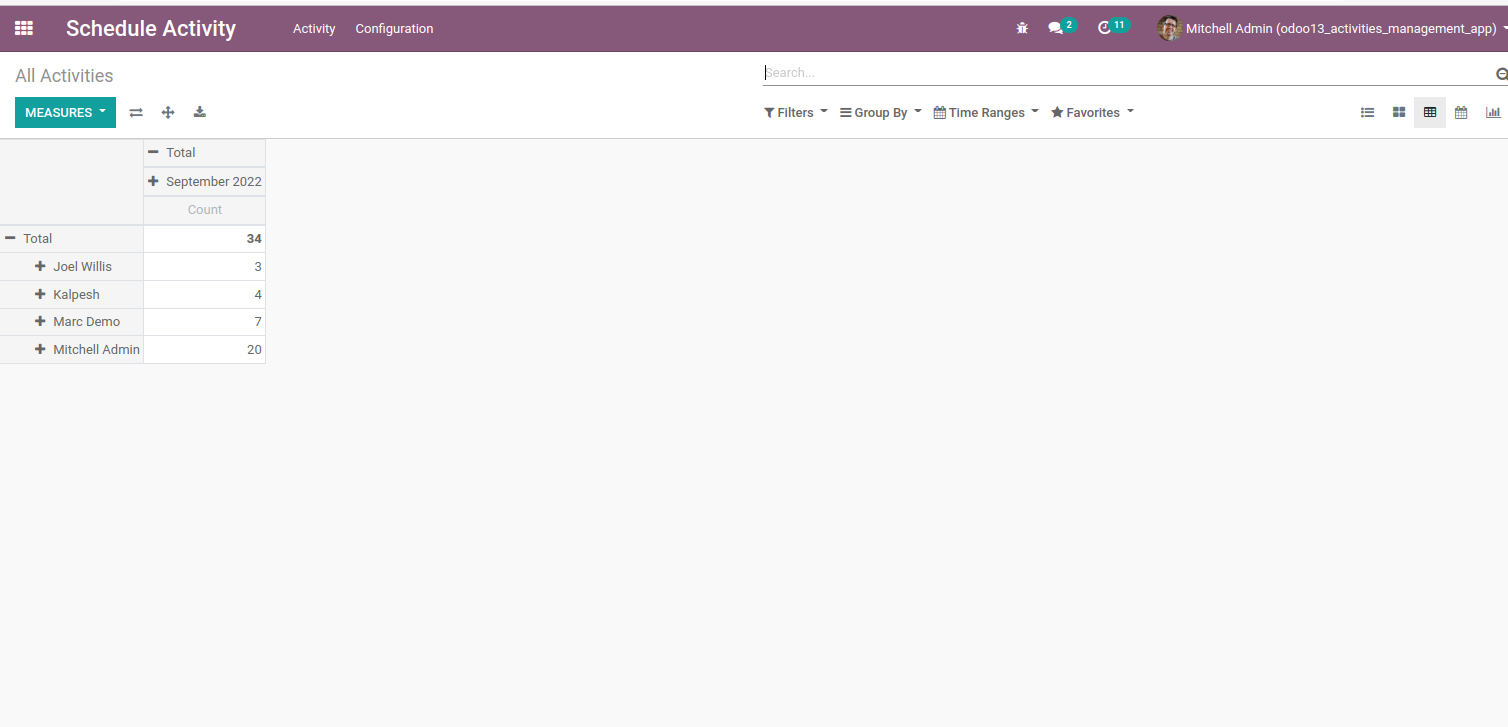 Schedule Activity Activity Configuration 2 11 Mitchell Admin (odoo13_activities_management_app)
All Activities Search...
MEASURES Filters Group By Time Ranges Favorites
Total
September 2022
Count
Total 34
Joel Willis 3
Kalpesh 4
Marc Demo 7
Mitchell Admin 20